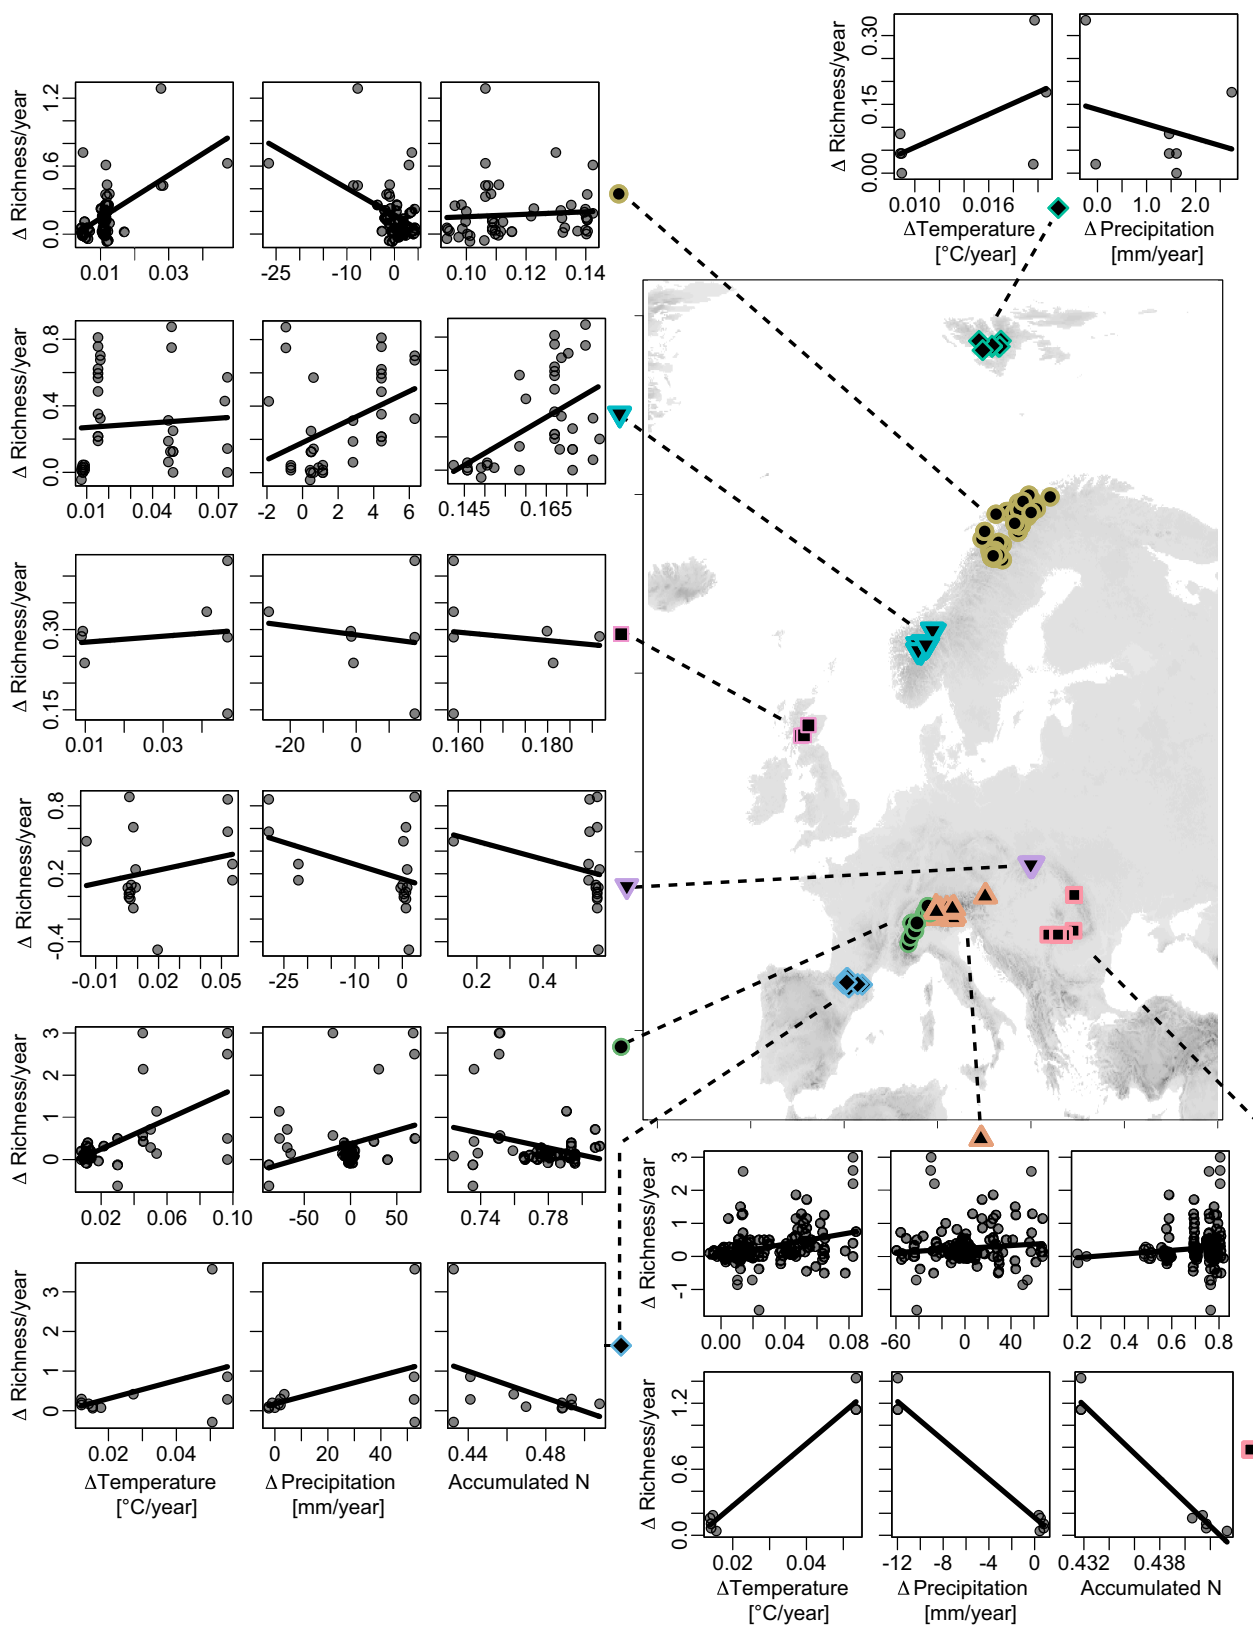 Δ Richness/year
0.00 0.15 0.30
0.010 0.016
0.0 1.0 2.0
ΔTemperature
[°C/year]
Δ Precipitation
[mm/year]
Δ Richness/year
0.0 0.6 1.2
0.01 0.03
-25 -10 0
0.10 0.12 0.14
Δ Richness/year
0.0 0.4 0.8
0.01 0.04 0.07
-2 0 2 4 6
0.145 0.165
Δ Richness/year
0.15 0.30
0.01 0.03
-20 0
0.160 0.180
Δ Richness/year
-0.4 0.2 0.8
-0.01 0.02 0.05
-25 -10 0
0.2 0.4
Δ Richness/year
0 1 2 3
0.02 0.06 0.10
-50 0 50
0.74 0.78
Δ Richness/year
0 1 2 3
0.02 0.04
0 20 40
0.44 0.48
ΔTemperature
[°C/year]
Δ Precipitation
[mm/year]
Accumulated N
Δ Richness/year
-1 0 1 2 3
0.00 0.04 0.08
-60 0 40
0.2 0.4 0.6 0.8
Δ Richness/year
0.0 0.6 1.2
0.02 0.04
-12 -8 -4 0
0.432 0.438
ΔTemperature
[°C/year]
Δ Precipitation
[mm/year]
Accumulated N